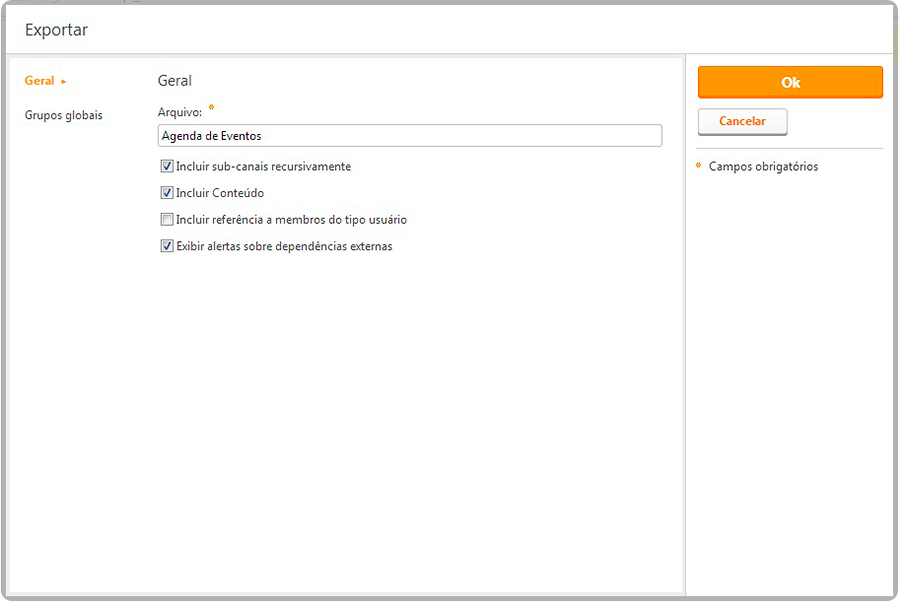 Exportar
Geral
Grupos globais
Geral
Arquivo: *
Agenda de Eventos
Incluir sub-canais recursivamente
Incluir Conteúdo
Incluir referência a membros do tipo usuário
Exibir alertas sobre dependências externas
Ok
Cancelar
* Campos obrigatórios